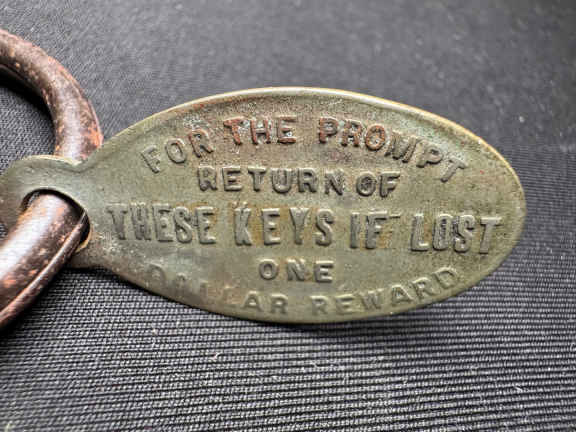 FOR THE PROMPT
RETURN OF
THESE KEYS IF LOST
ONE
DOLLAR REWARD